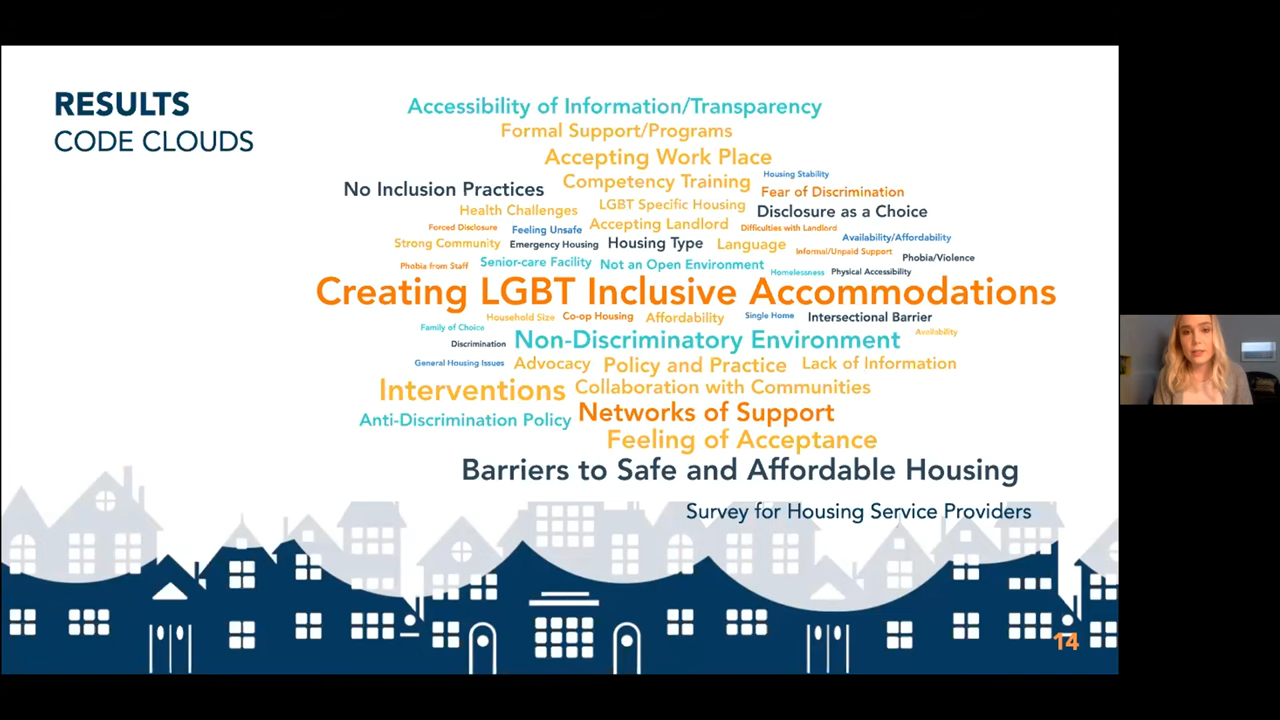 RESULTS
CODE CLOUDS
Accessibility of Information/Transparency
Formal Support/Programs
Accepting Work Place
No Inclusion Practices Competency Training Housing Stability
Fear of Discrimination
Health Challenges LGBT Specific Housing Disclosure as a Choice
Forced Disclosure Feeling Unsafe Accepting Landlord Difficulties with Landlord
Strong Community Emergency Housing Housing Type Language Availability/Affordability
Informal/Unpaid Support Phobia/Violence
Phobia from Staff Senior-care Facility Not an Open Environment Homelessness Physical Accessibility
Creating LGBT Inclusive Accommodations
Household Size Co-op Housing Affordability Single Home Intersectional Barrier
Family of Choice Non-Discriminatory Environment Availability
Discrimination
General Housing Issues Advocacy Policy and Practice Lack of Information
Interventions Collaboration with Communities
Anti-Discrimination Policy Networks of Support
Feeling of Acceptance
Barriers to Safe and Affordable Housing
Survey for Housing Service Providers
14